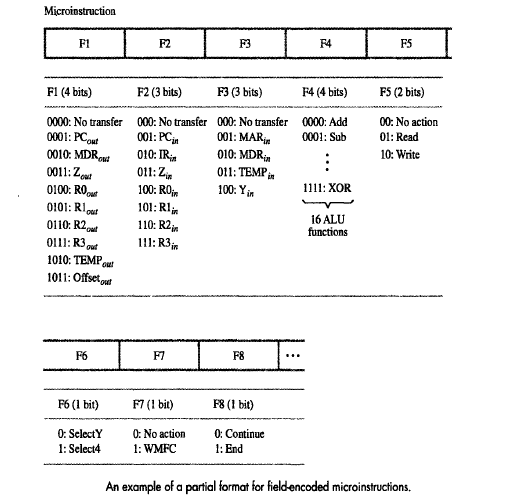 Microinstruction
F1 F2 F3 F4 F5
F1 (4 bits) F2 (3 bits) F3 (3 bits) F4 (4 bits) F5 (2 bits)
0000: No transfer 000: No transfer 000: No transfer 0000: Add 00: No action
0001: PCout 001: PCin 001: MARin 0001: Sub 01: Read
0010: MDRout 010: IRin 010: MDRin 10: Write
0011: Zout 011: Zin 011: TEMPin
0100: R0out 100: R0in 100: Yin 1111: XOR
0101: R1out 101: R1in
0110: R2out 110: R2in 16 ALU
0111: R3out 111: R3in functions
1010: TEMPout
1011: Offsetout
F6 F7 F8 ...
F6 (1 bit) F7 (1 bit) F8 (1 bit)
0: SelectY 0: No action 0: Continue
1: Select4 1: WMFC 1: End
An example of a partial format for field-encoded microinstructions.